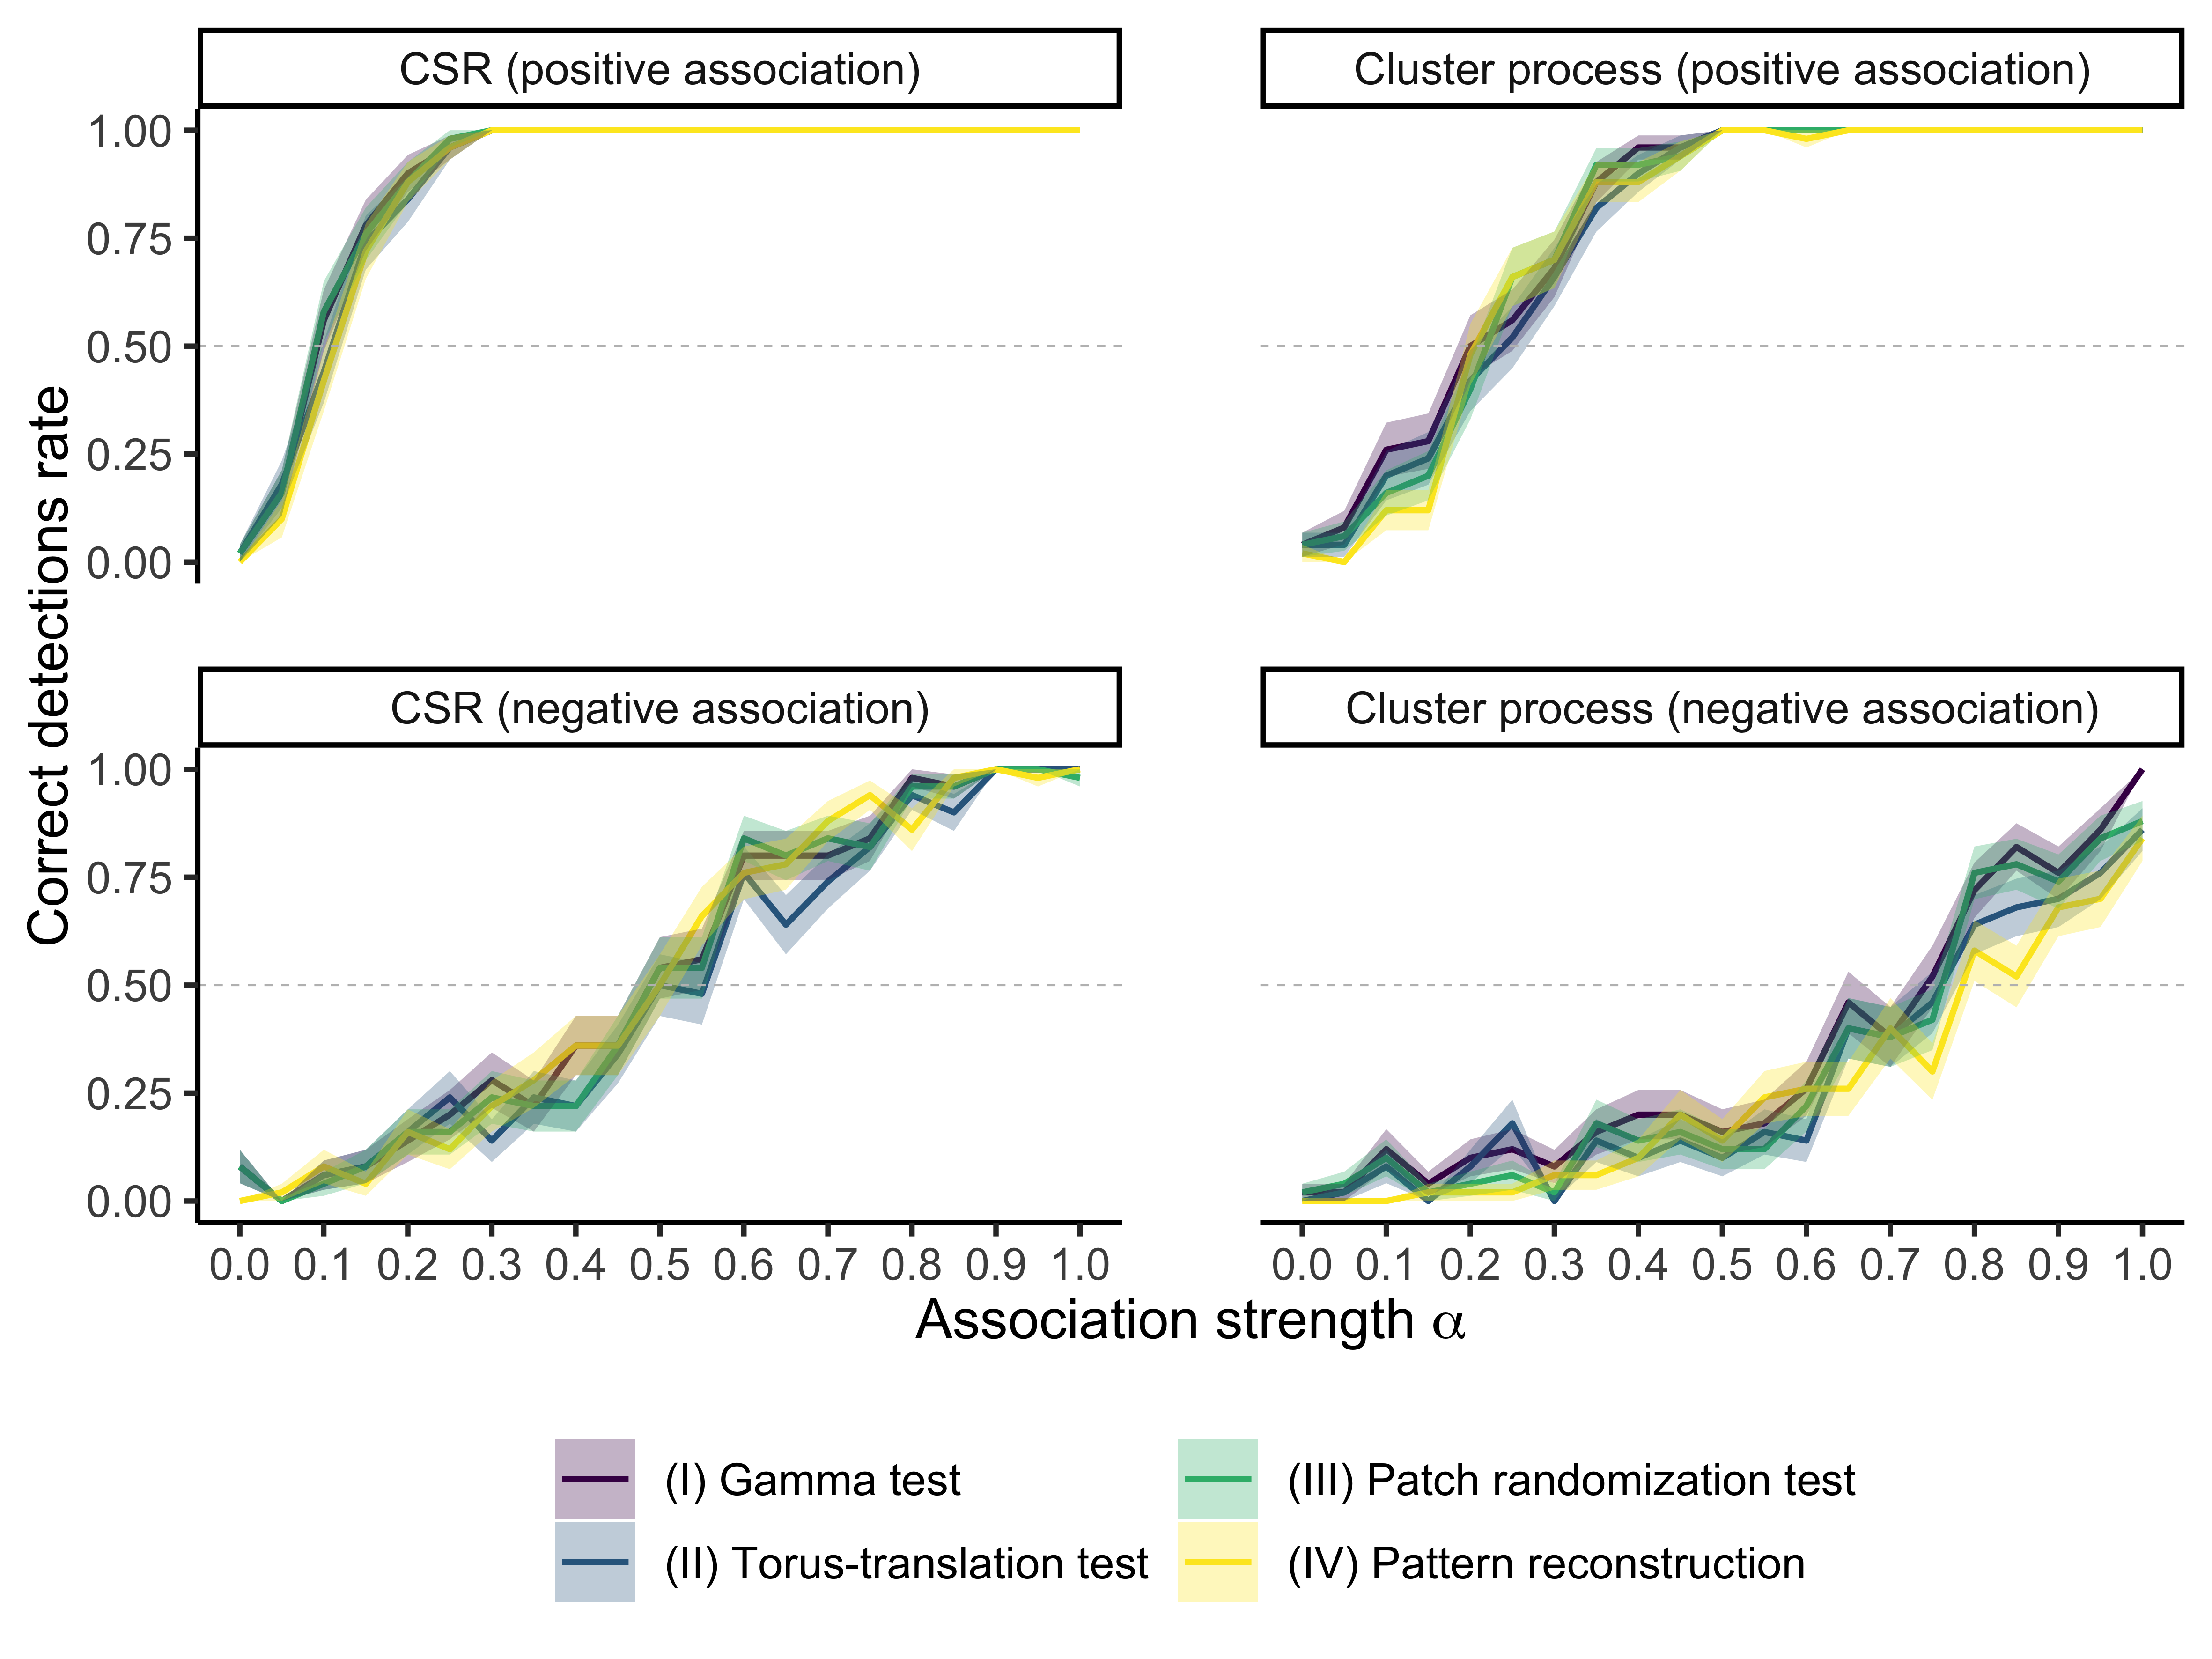 CSR (positive association)
Cluster process (positive association)
1.00
0.75
0.50
0.25
0.00
Correct detections rate
CSR (negative association)
Cluster process (negative association)
1.00
0.75
0.50
0.25
0.00
0.0 0.1 0.2 0.3 0.4 0.5 0.6 0.7 0.8 0.9 1.0
0.0 0.1 0.2 0.3 0.4 0.5 0.6 0.7 0.8 0.9 1.0
Association strength α
(I) Gamma test
(II) Torus-translation test
(III) Patch randomization test
(IV) Pattern reconstruction